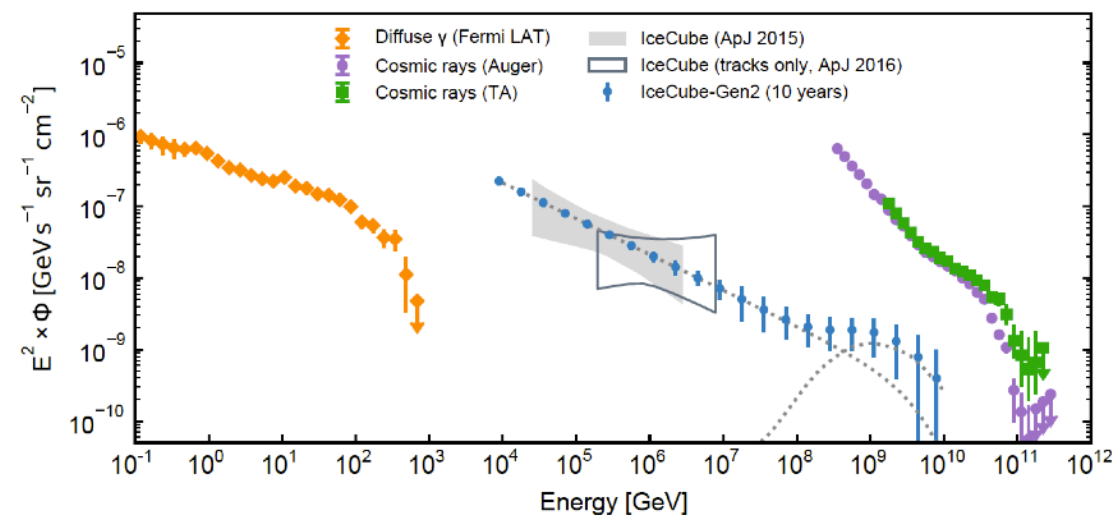 Diffuse γ (Fermi LAT)
Cosmic rays (Auger)
Cosmic rays (TA)
IceCube (ApJ 2015)
IceCube (tracks only, ApJ 2016)
IceCube-Gen2 (10 years)
E² × Φ [GeV s⁻¹ sr⁻¹ cm⁻²]
10⁻⁵
10⁻⁶
10⁻⁷
10⁻⁸
10⁻⁹
10⁻¹⁰
10⁻¹ 10⁰ 10¹ 10² 10³ 10⁴ 10⁵ 10⁶ 10⁷ 10⁸ 10⁹ 10¹⁰ 10¹¹ 10¹²
Energy [GeV]